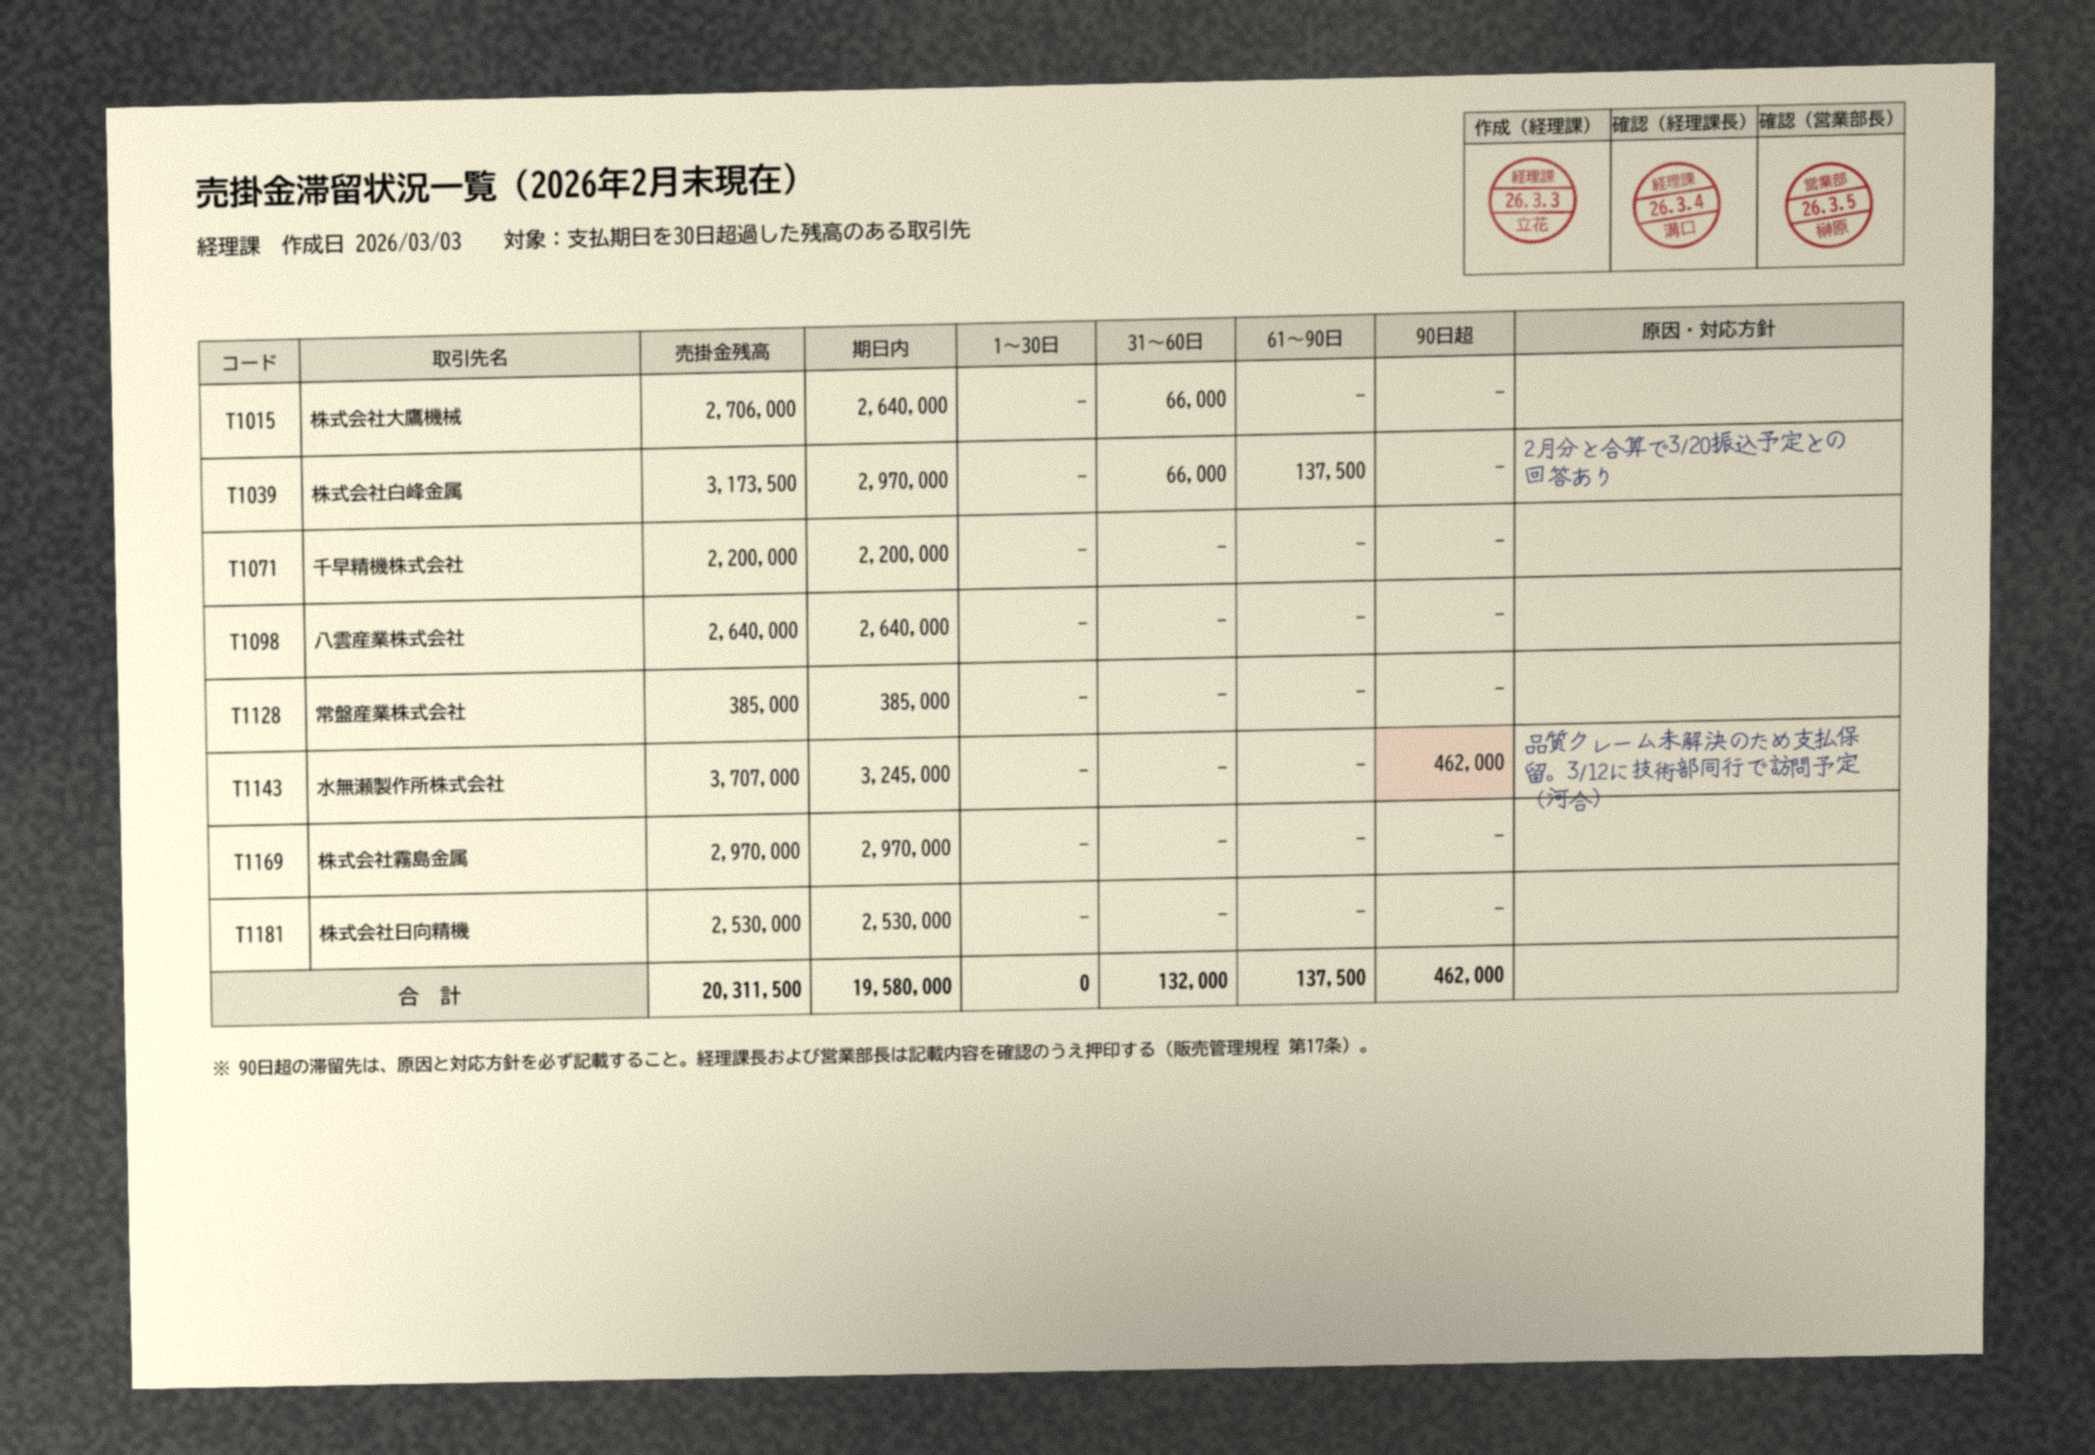 作成（経理課） 確認（経理課長） 確認（営業部長）
経理課 26.3.3 立花
経理課 26.3.4 溝口
営業部 26.3.5 榊原
売掛金滞留状況一覧（2026年2月末現在）
経理課 作成日 2026/03/03 対象：支払期日を30日超過した残高のある取引先
コード 取引先名 売掛金残高 期日内 1～30日 31～60日 61～90日 90日超 原因・対応方針
T1015 株式会社大鷹機械 2,706,000 2,640,000 － 66,000 － －
T1039 株式会社白峰金属 3,173,500 2,970,000 － 66,000 137,500 － 2月分と合算で3/20振込予定との
回答あり
T1071 千早精機株式会社 2,200,000 2,200,000 － － － －
T1098 八雲産業株式会社 2,640,000 2,640,000 － － － －
T1128 常盤産業株式会社 385,000 385,000 － － － －
T1143 水無瀬製作所株式会社 3,707,000 3,245,000 － － － 462,000 品質クレーム未解決のため支払保
留。3/12に技術部同行で訪問予定
（河合）
T1169 株式会社霧島金属 2,970,000 2,970,000 － － － －
T1181 株式会社日向精機 2,530,000 2,530,000 － － － －
合 計 20,311,500 19,580,000 0 132,000 137,500 462,000
※ 90日超の滞留先は、原因と対応方針を必ず記載すること。経理課長および営業部長は記載内容を確認のうえ押印する（販売管理規程 第17条）。